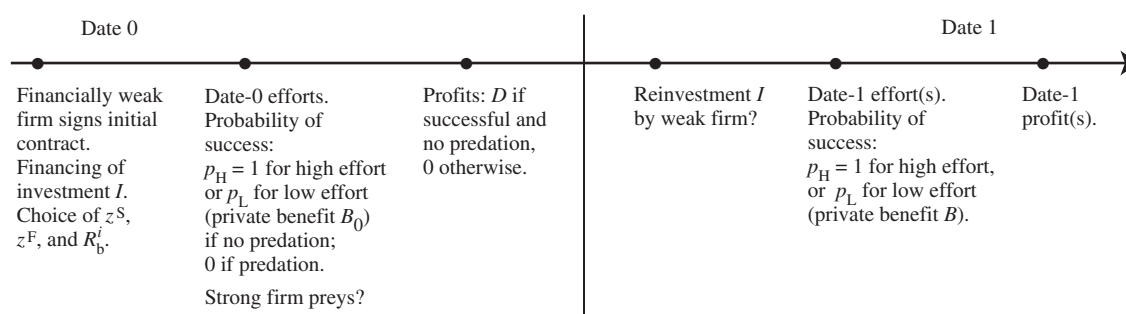 Date 0
Date 1
Financially weak
firm signs initial
contract.
Financing of
investment I.
Choice of z^S,
z^F, and R_b^i.
Date-0 efforts.
Probability of
success:
p_H = 1 for high effort
or p_L for low effort
(private benefit B_0)
if no predation;
0 if predation.
Strong firm preys?
Profits: D if
successful and
no predation,
0 otherwise.
Reinvestment I
by weak firm?
Date-1 effort(s).
Probability of
success:
p_H = 1 for high effort,
or p_L for low effort
(private benefit B).
Date-1
profit(s).